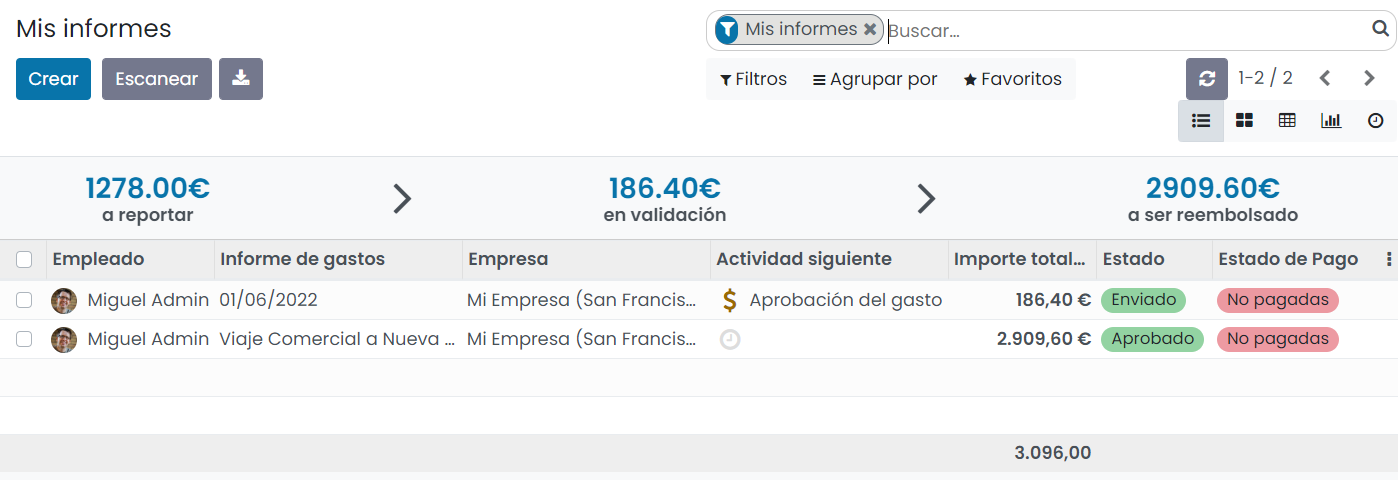 Mis informes
Mis informes Buscar...
Crear Escanear
Filtros Agrupar por Favoritos 1-2 / 2
1278.00€ 186.40€ 2909.60€
a reportar en validación a ser reembolsado
Empleado Informe de gastos Empresa Actividad siguiente Importe total... Estado Estado de Pago
Miguel Admin 01/06/2022 Mi Empresa (San Francis... $ Aprobación del gasto 186,40 € Enviado No pagadas
Miguel Admin Viaje Comercial a Nueva ... Mi Empresa (San Francis... 2.909,60 € Aprobado No pagadas
3.096,00